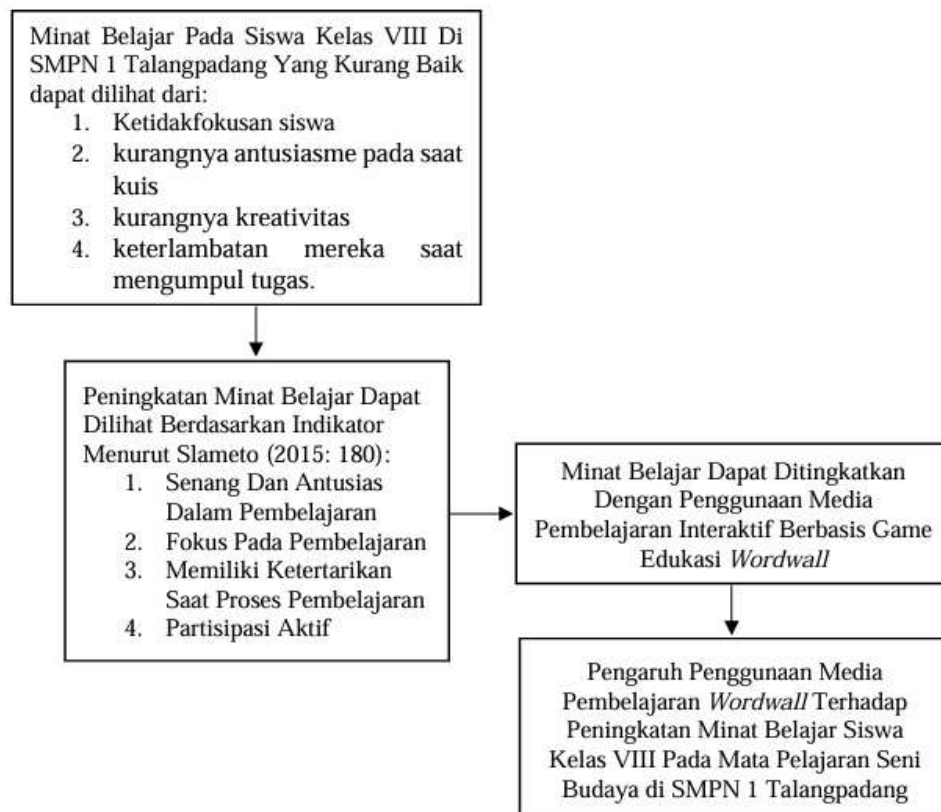 Minat Belajar Pada Siswa Kelas VIII Di
SMPN 1 Talangpadang Yang Kurang Baik
dapat dilihat dari:
1. Ketidakfokusan siswa
2. kurangnya antusiasme pada saat
kuis
3. kurangnya kreativitas
4. keterlambatan mereka saat
mengumpul tugas.
Peningkatan Minat Belajar Dapat
Dilihat Berdasarkan Indikator
Menurut Slameto (2015: 180):
1. Senang Dan Antusias
Dalam Pembelajaran
2. Fokus Pada Pembelajaran
3. Memiliki Ketertarikan
Saat Proses Pembelajaran
4. Partisipasi Aktif
Minat Belajar Dapat Ditingkatkan
Dengan Penggunaan Media
Pembelajaran Interaktif Berbasis Game
Edukasi Wordwall
Pengaruh Penggunaan Media
Pembelajaran Wordwall Terhadap
Peningkatan Minat Belajar Siswa
Kelas VIII Pada Mata Pelajaran Seni
Budaya di SMPN 1 Talangpadang